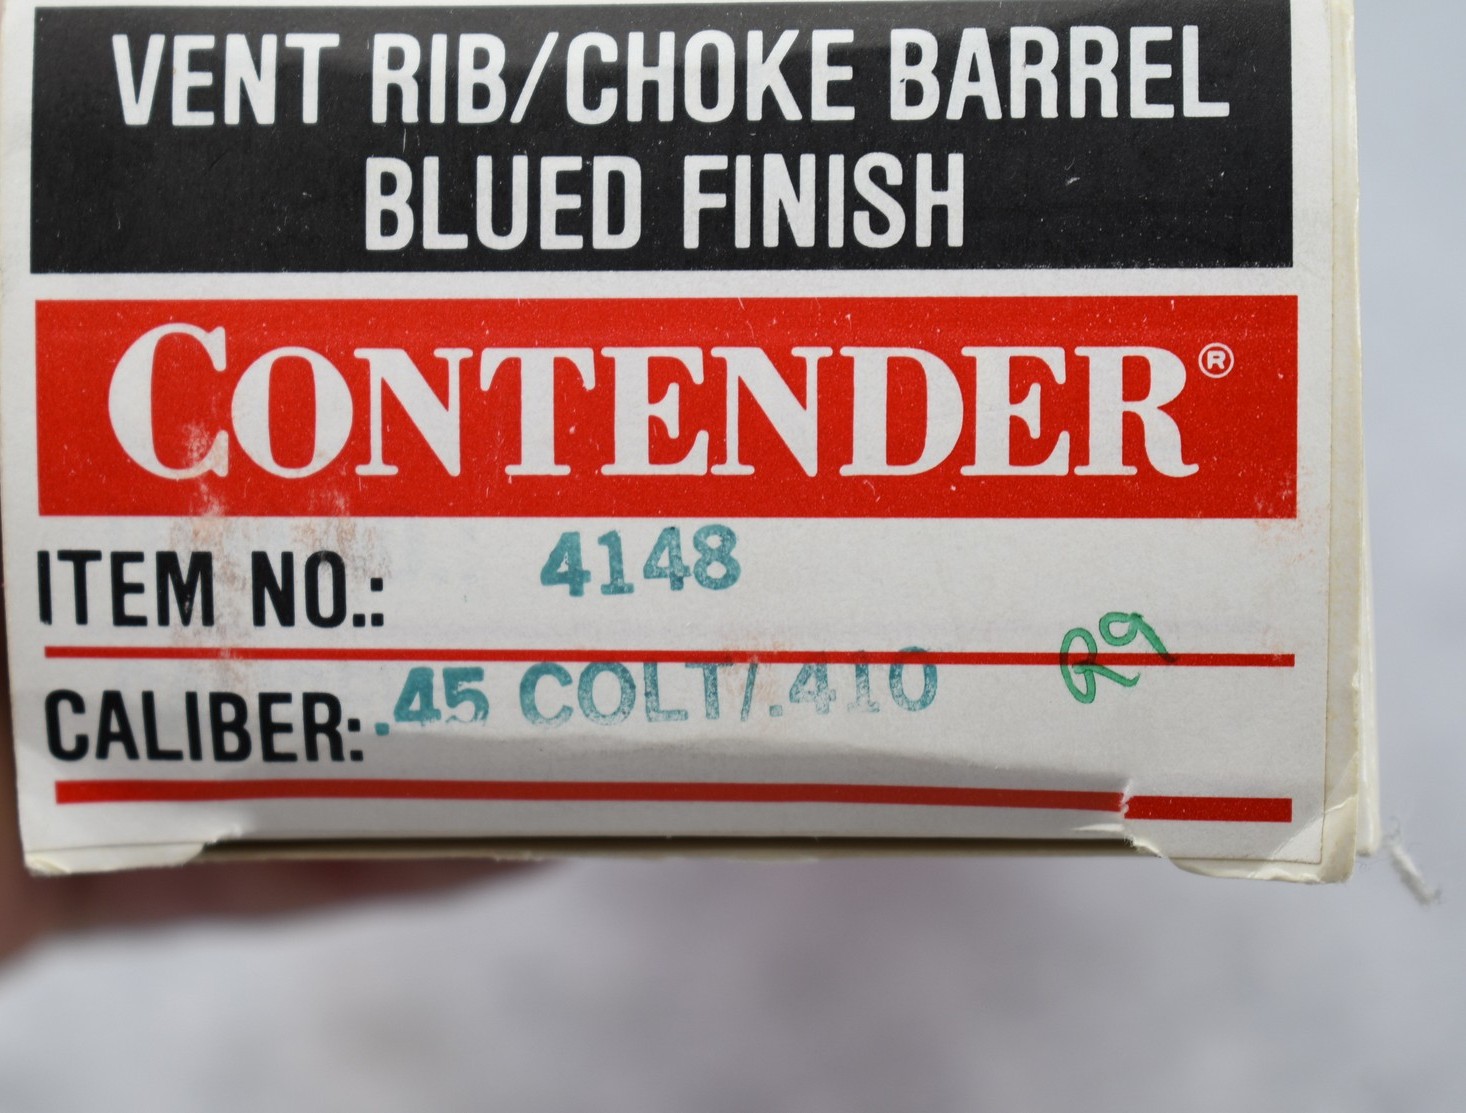 VENT RIB/CHOKE BARREL
BLUED FINISH
CONTENDER®
ITEM NO.: 4148
CALIBER: .45 COLT/.410
R9